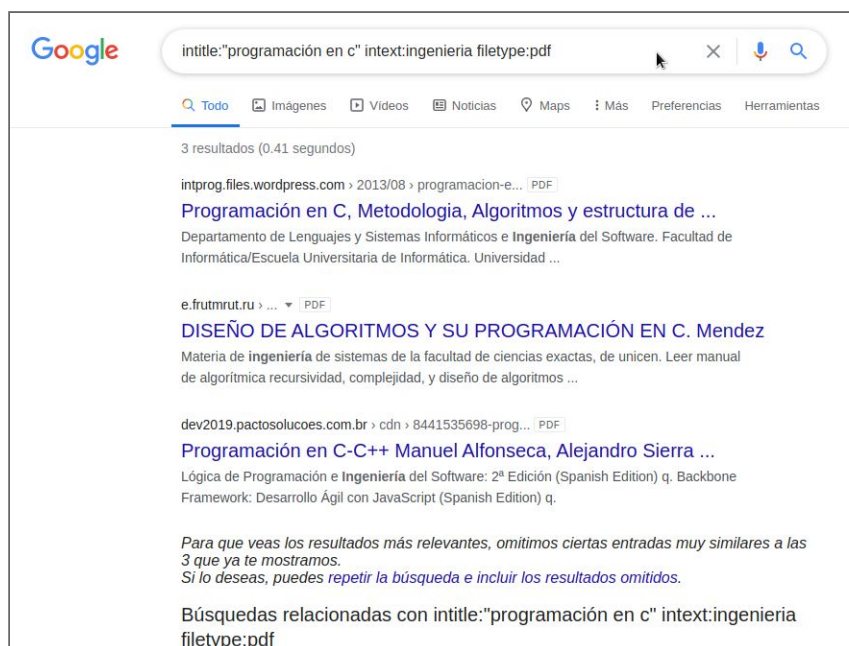 Google
intitle:"programación en c" intext:ingenieria filetype:pdf
Todo Imágenes Vídeos Noticias Maps Más Preferencias Herramientas
3 resultados (0.41 segundos)
intprog.files.wordpress.com › 2013/08 › programacion-e... PDF
Programación en C, Metodologia, Algoritmos y estructura de ...
Departamento de Lenguajes y Sistemas Informáticos e Ingeniería del Software. Facultad de
Informática/Escuela Universitaria de Informática. Universidad ...
e.frutmrut.ru › ... PDF
DISEÑO DE ALGORITMOS Y SU PROGRAMACIÓN EN C. Mendez
Materia de ingeniería de sistemas de la facultad de ciencias exactas, de unicen. Leer manual
de algorítmica recursividad, complejidad, y diseño de algoritmos ...
dev2019.pactosolucoes.com.br › cdn › 8441535698-prog... PDF
Programación en C-C++ Manuel Alfonseca, Alejandro Sierra ...
Lógica de Programación e Ingeniería del Software: 2ª Edición (Spanish Edition) q. Backbone
Framework: Desarrollo Ágil con JavaScript (Spanish Edition) q.
Para que veas los resultados más relevantes, omitimos ciertas entradas muy similares a las
3 que ya te mostramos.
Si lo deseas, puedes repetir la búsqueda e incluir los resultados omitidos.
Búsquedas relacionadas con intitle:"programación en c" intext:ingenieria
filetype:pdf